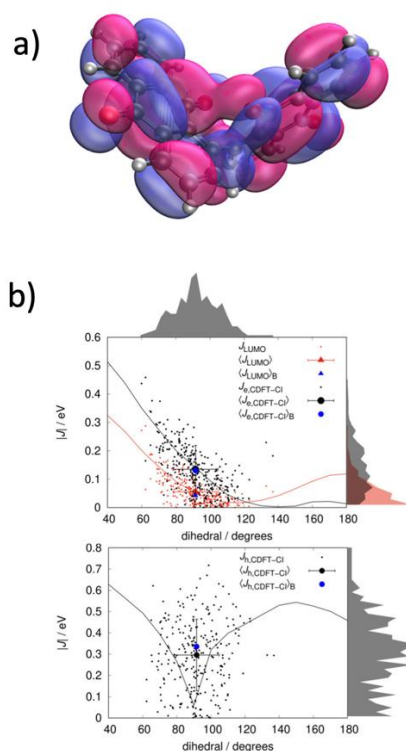 a)
b)
0.6
0.5
0.4
0.3
0.2
0.1
0
|J| / eV
J_LUMO
⟨J_LUMO⟩
⟨J_LUMO⟩_B
J_e,CDFT−CI
⟨J_e,CDFT−CI⟩
⟨J_e,CDFT−CI⟩_B
40 60 80 100 120 140 160 180
dihedral / degrees
0.8
0.7
0.6
0.5
0.4
0.3
0.2
0.1
0
|J| / eV
J_h,CDFT−CI
⟨J_h,CDFT−CI⟩
⟨J_h,CDFT−CI⟩_B
40 60 80 100 120 140 160 180
dihedral / degrees